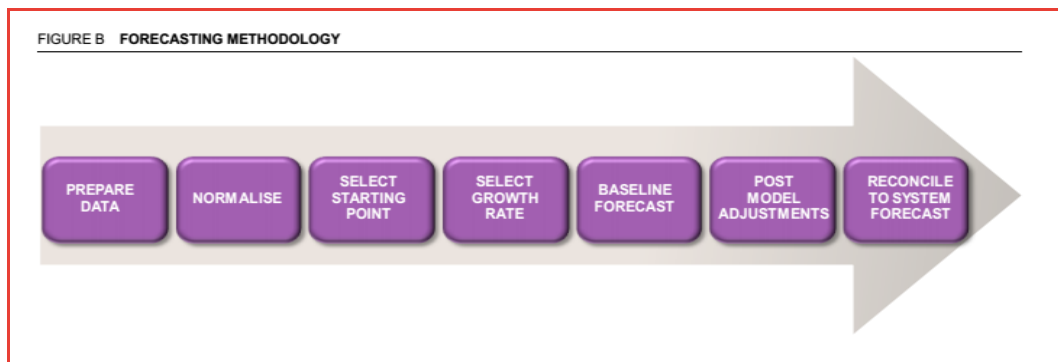 FIGURE B FORECASTING METHODOLOGY
PREPARE
DATA
NORMALISE
SELECT
STARTING
POINT
SELECT
GROWTH
RATE
BASELINE
FORECAST
POST
MODEL
ADJUSTMENTS
RECONCILE
TO SYSTEM
FORECAST